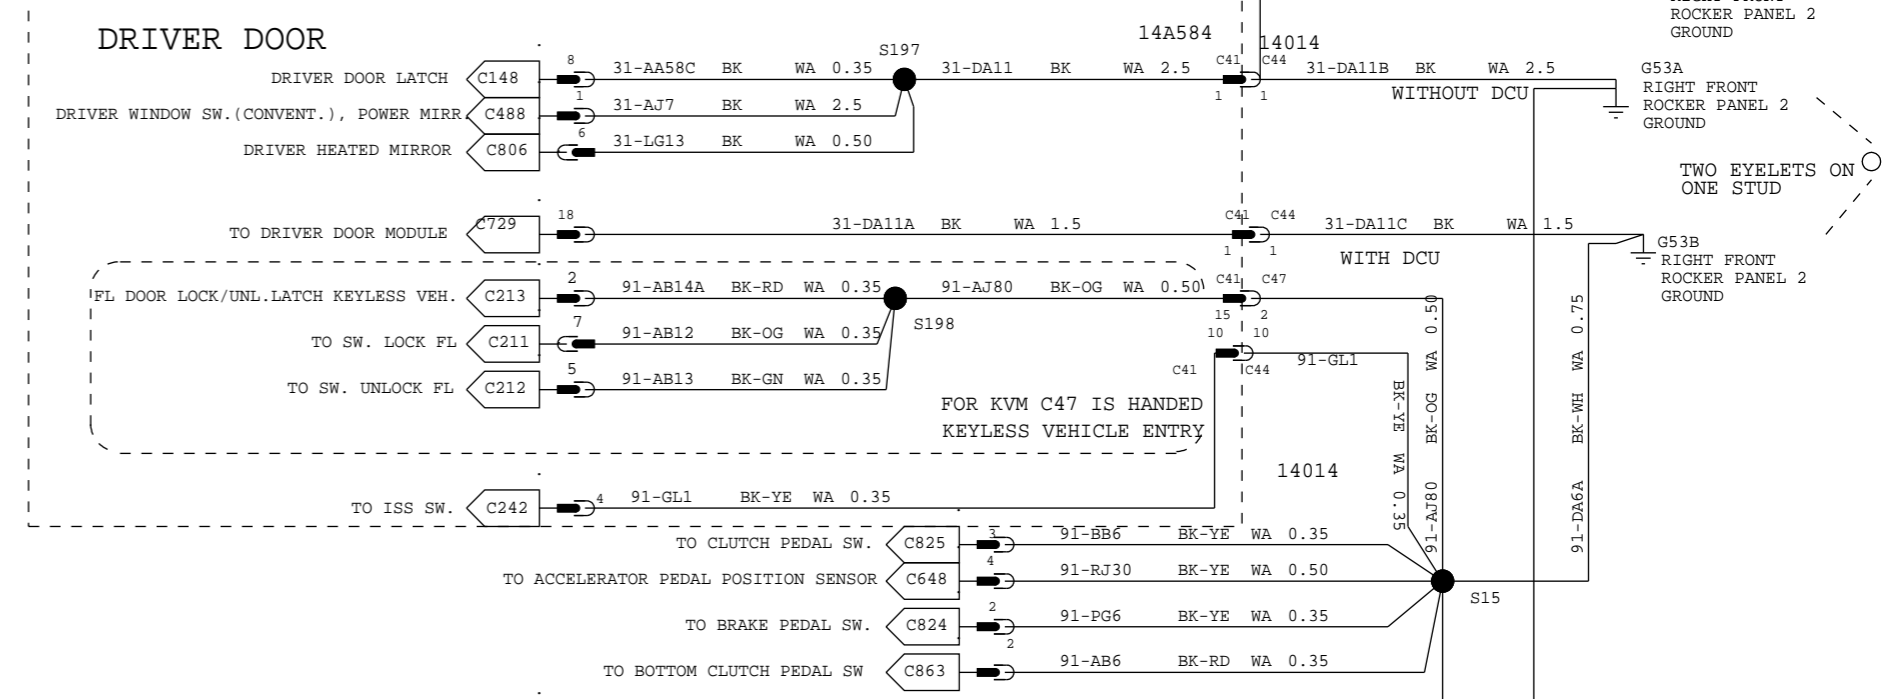 ROCKER PANEL 2
GROUND
DRIVER DOOR
14A584
14014
S197
DRIVER DOOR LATCH C148 8 31-AA58C BK WA 0.35 31-DA11 BK WA 2.5 C41 C44 31-DA11B BK WA 2.5 G53A
1 1 WITHOUT DCU RIGHT FRONT
ROCKER PANEL 2
GROUND
DRIVER WINDOW SW.(CONVENT.), POWER MIRR. C488 1 31-AJ7 BK WA 2.5
DRIVER HEATED MIRROR C806 6 31-LG13 BK WA 0.50
TWO EYELETS ON
ONE STUD
TO DRIVER DOOR MODULE C729 18 31-DA11A BK WA 1.5 C41 C44 31-DA11C BK WA 1.5
1 1 WITH DCU
G53B
RIGHT FRONT
ROCKER PANEL 2
GROUND
FL DOOR LOCK/UNL.LATCH KEYLESS VEH. C213 2 91-AB14A BK-RD WA 0.35 91-AJ80 BK-OG WA 0.50 C41 C47
15 2
S198
TO SW. LOCK FL C211 7 91-AB12 BK-OG WA 0.35
10 10
C41 C44 91-GL1
TO SW. UNLOCK FL C212 5 91-AB13 BK-GN WA 0.35
FOR KVM C47 IS HANDED
KEYLESS VEHICLE ENTRY
BK-YE WA 0.35
91-AJ80 BK-OG WA 0.50
91-DA6A BK-WH WA 0.75
14014
TO ISS SW. C242 4 91-GL1 BK-YE WA 0.35
TO CLUTCH PEDAL SW. C825 3 91-BB6 BK-YE WA 0.35
TO ACCELERATOR PEDAL POSITION SENSOR C648 4 91-RJ30 BK-YE WA 0.50
S15
TO BRAKE PEDAL SW. C824 2 91-PG6 BK-YE WA 0.35
TO BOTTOM CLUTCH PEDAL SW C863 2 91-AB6 BK-RD WA 0.35